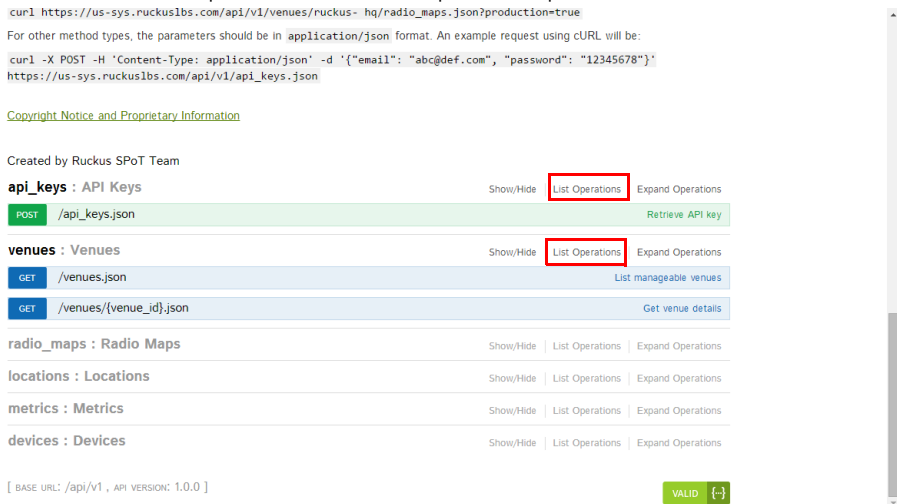 curl https://us-sys.ruckuslbs.com/api/v1/venues/ruckus- hq/radio_maps.json?production=true
For other method types, the parameters should be in application/json format. An example request using cURL will be:
curl -X POST -H 'Content-Type: application/json' -d '{"email": "abc@def.com", "password": "12345678"}'
https://us-sys.ruckuslbs.com/api/v1/api_keys.json
Copyright Notice and Proprietary Information
Created by Ruckus SPoT Team
api_keys : API Keys Show/Hide List Operations Expand Operations
POST /api_keys.json Retrieve API key
venues : Venues Show/Hide List Operations Expand Operations
GET /venues.json List manageable venues
GET /venues/{venue_id}.json Get venue details
radio_maps : Radio Maps Show/Hide List Operations Expand Operations
locations : Locations Show/Hide List Operations Expand Operations
metrics : Metrics Show/Hide List Operations Expand Operations
devices : Devices Show/Hide List Operations Expand Operations
[ BASE URL: /api/v1 , API VERSION: 1.0.0 ]
VALID {--}